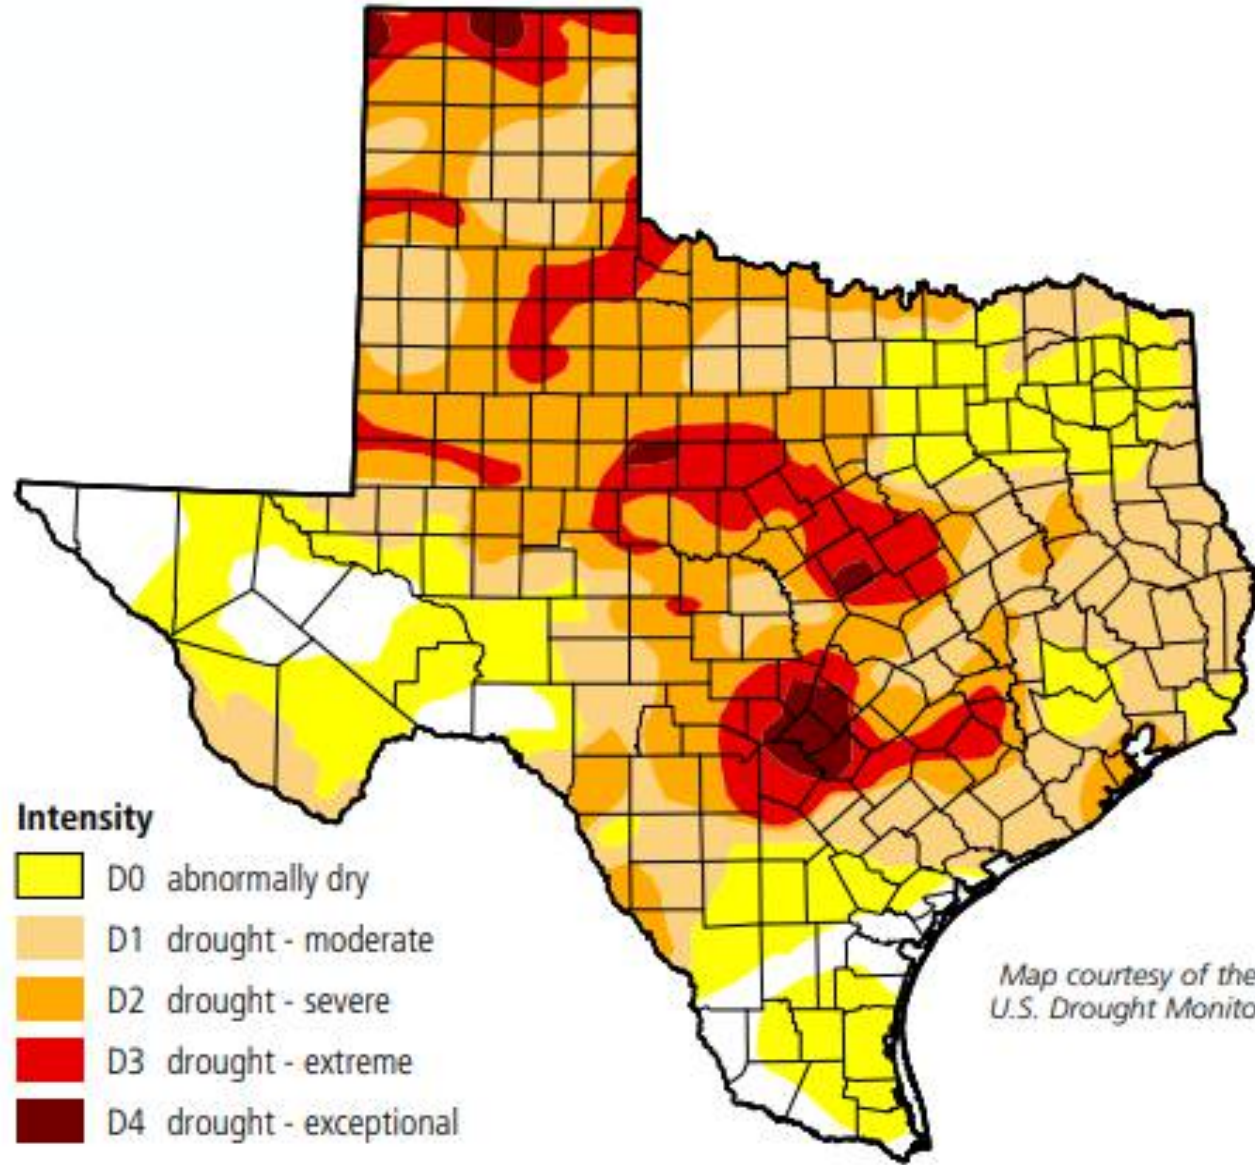 Intensity
D0 abnormally dry
D1 drought - moderate
D2 drought - severe
D3 drought - extreme
D4 drought - exceptional
Map courtesy of the
U.S. Drought Monito